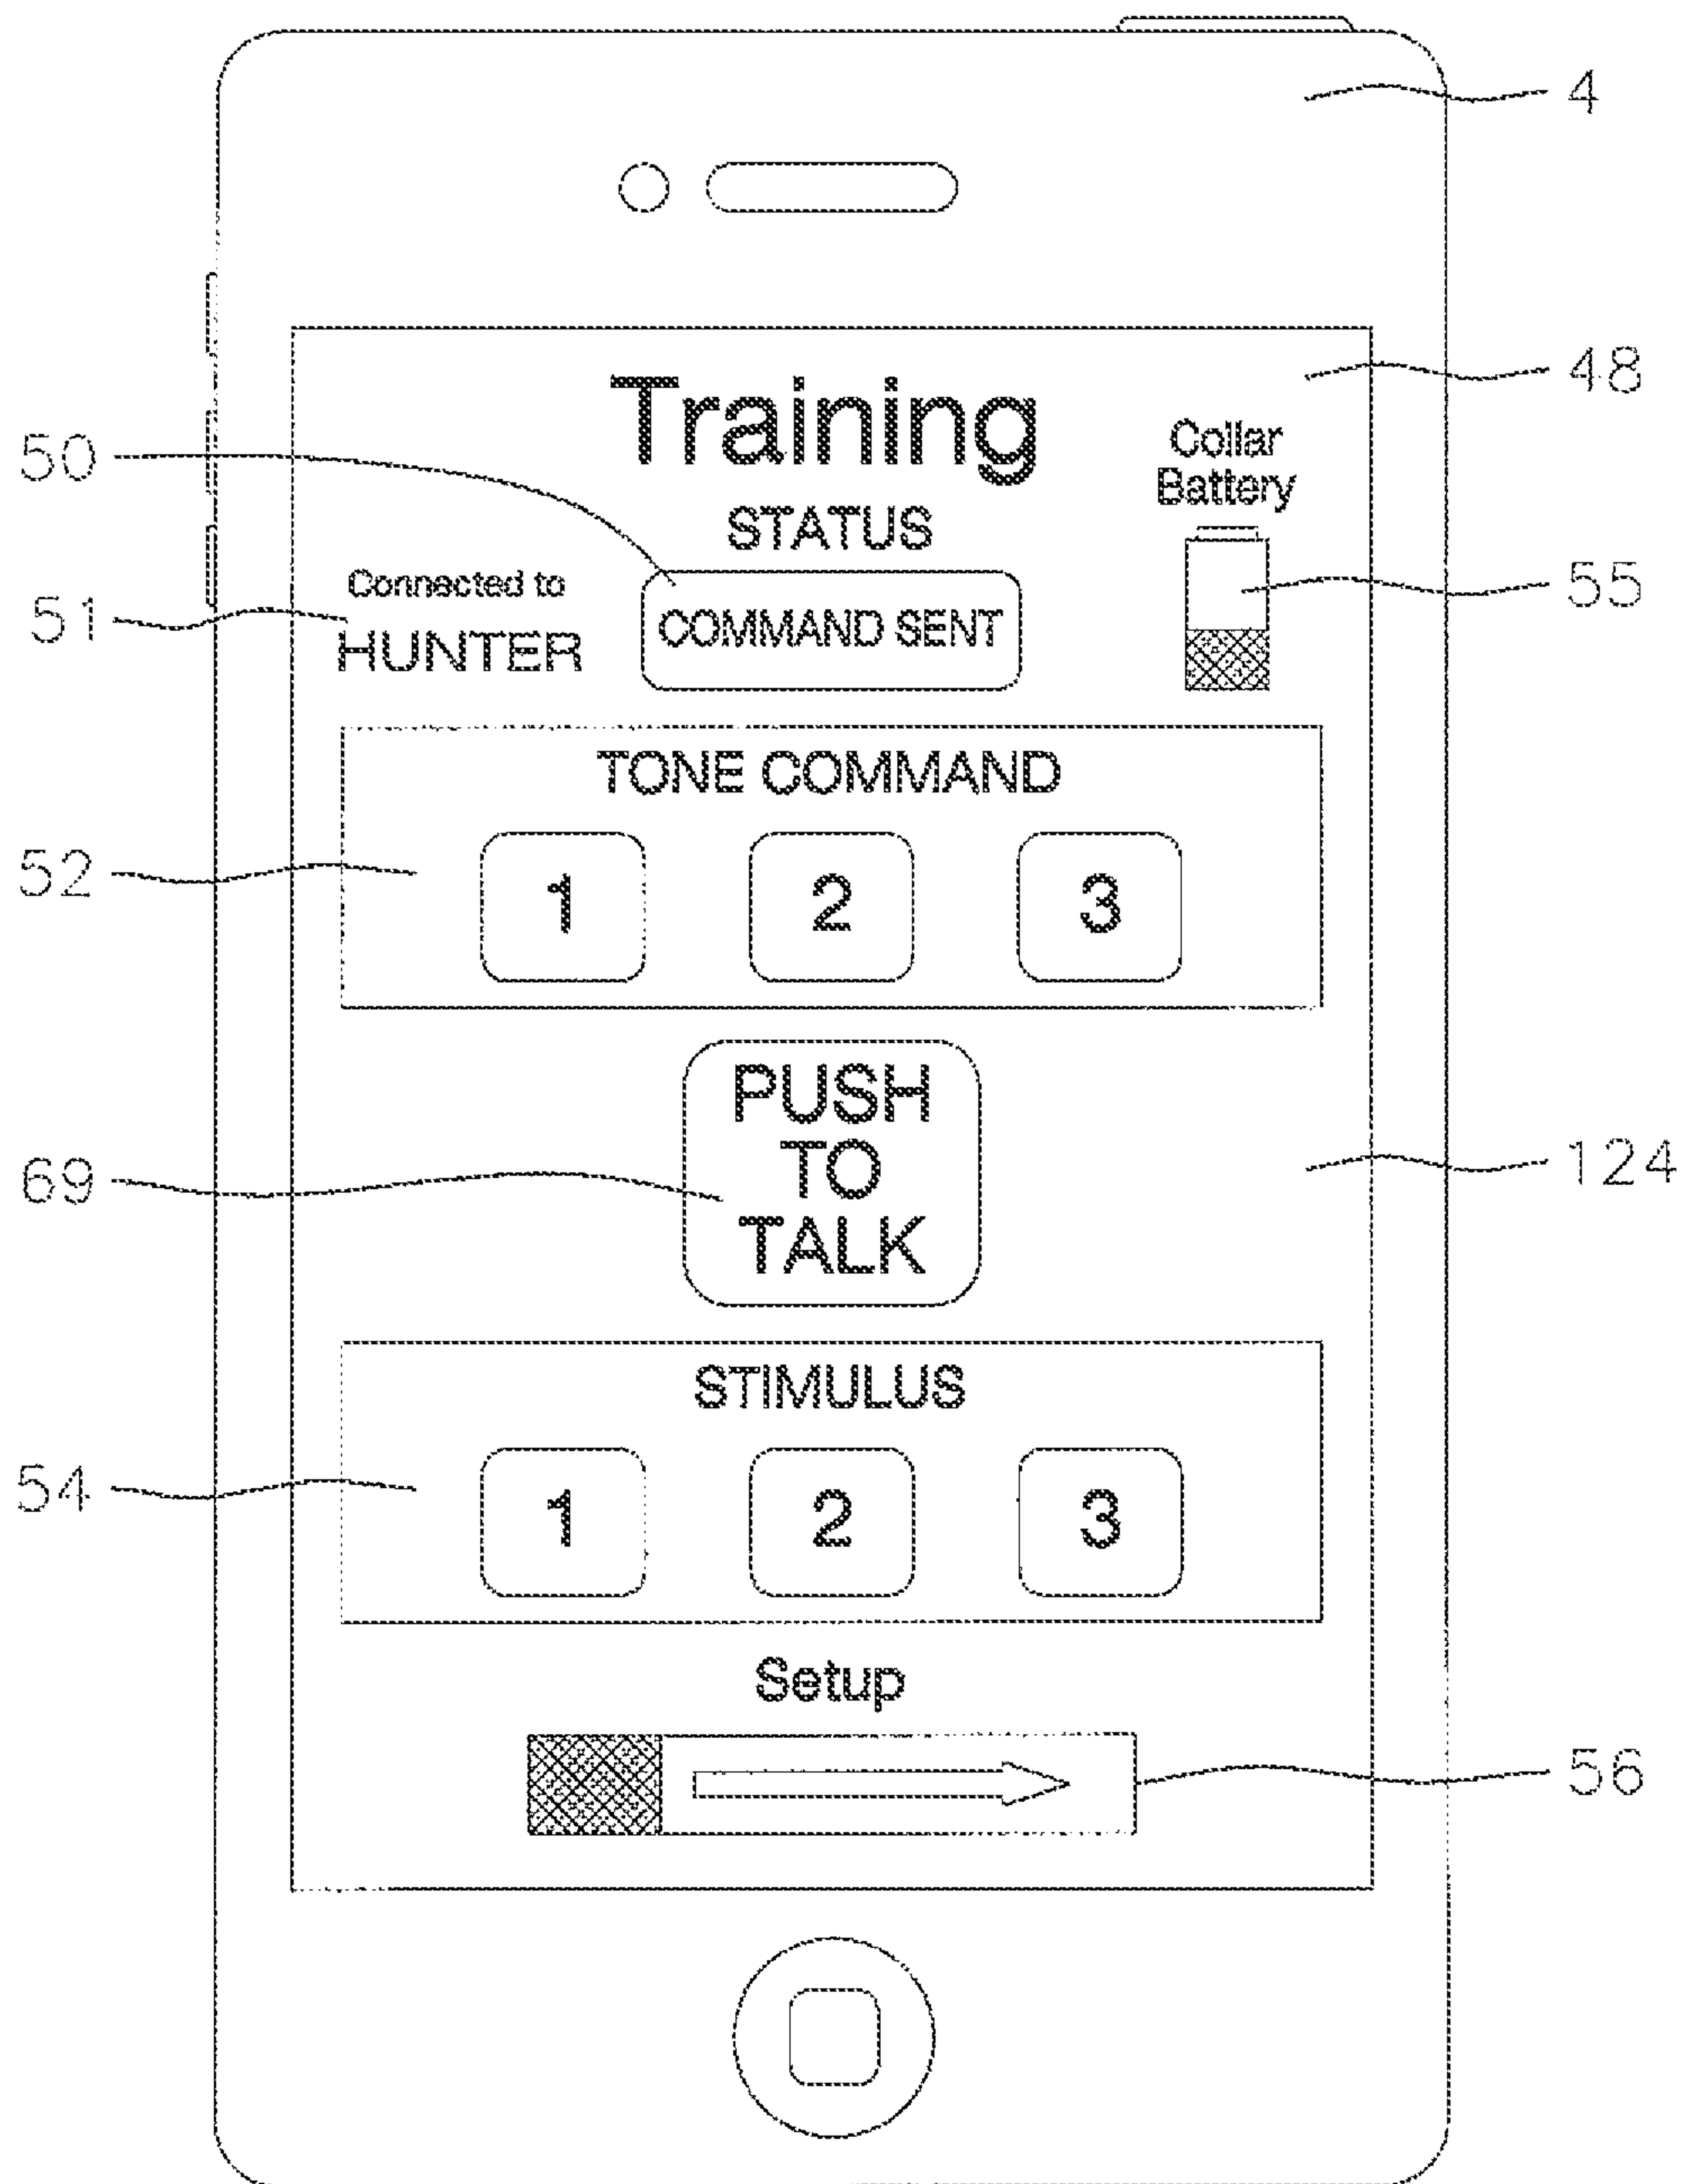 4
48
Training
Collar
Battery
50
STATUS
Connected to
COMMAND SENT
55
51
HUNTER
TONE COMMAND
52
1 2 3
PUSH
TO
TALK
69
124
STIMULUS
54
1 2 3
Setup
56